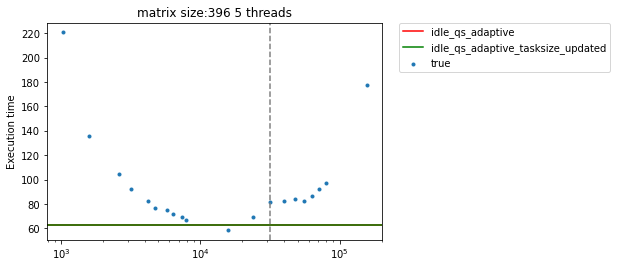 matrix size:396 5 threads
idle_qs_adaptive
idle_qs_adaptive_tasksize_updated
true
Execution time
220
200
180
160
140
120
100
80
60
10³
10⁴
10⁵